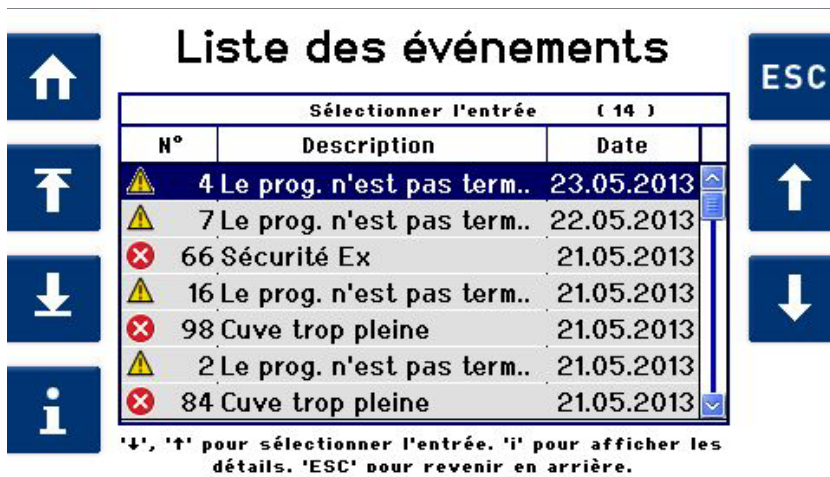 Liste des événements
ESC
Sélectionner l'entrée ( 14 )
N° Description Date
4 Le prog. n'est pas term.. 23.05.2013
7 Le prog. n'est pas term.. 22.05.2013
66 Sécurité Ex 21.05.2013
16 Le prog. n'est pas term.. 21.05.2013
98 Cuve trop pleine 21.05.2013
2 Le prog. n'est pas term.. 21.05.2013
84 Cuve trop pleine 21.05.2013
'↓', '↑' pour sélectionner l'entrée. 'i' pour afficher les
détails. 'ESC' pour revenir en arrière.